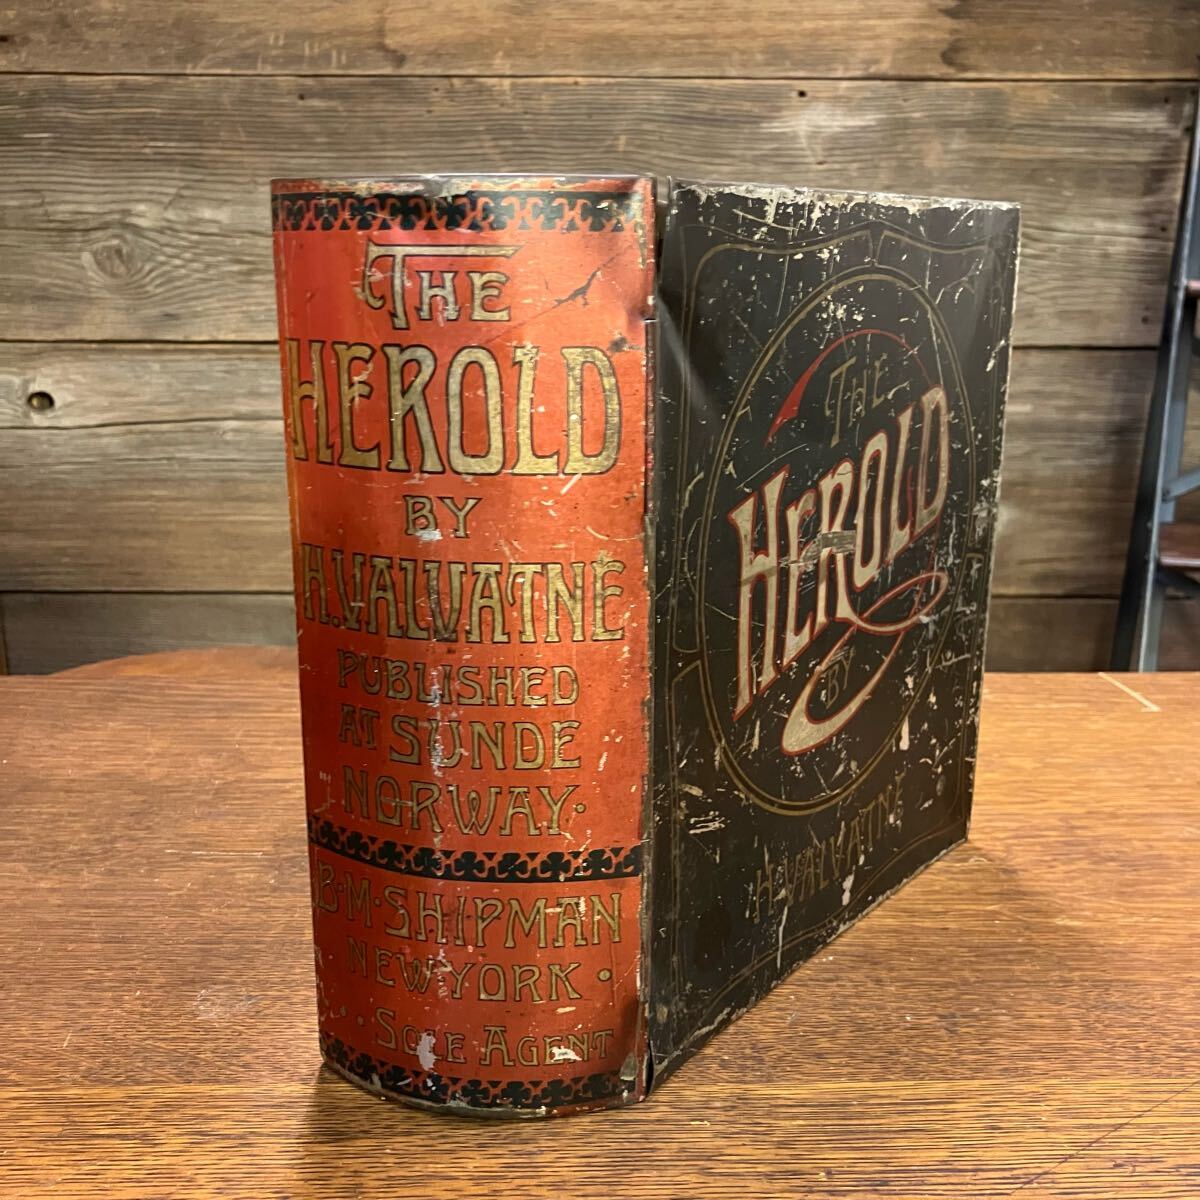 THE
HEROLD
BY
H. VALVATNE
PUBLISHED
AT SUNDE
NORWAY.
B. M. SHIPMAN
NEW YORK.
SOLE AGENT
THE
HEROLD
BY
H. VALVATNE